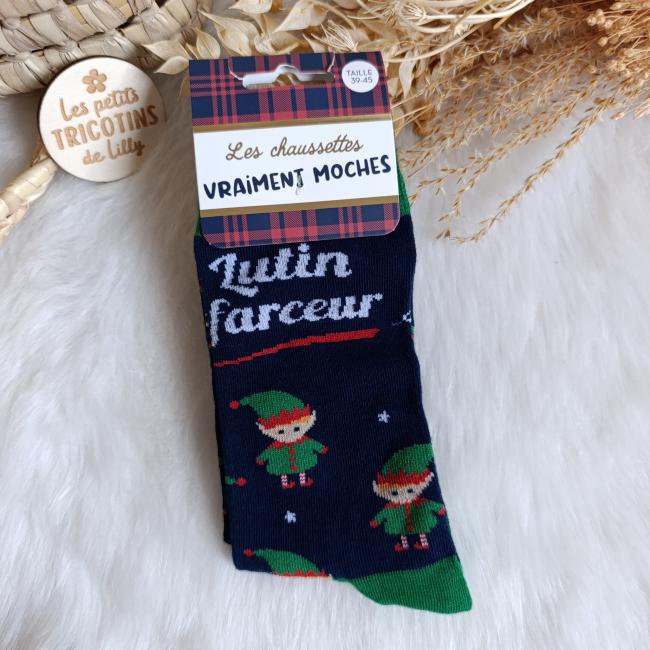 Les petits
TRICOTINS
de lilly
TAILLE
39-45
Les chaussettes
VRAIMENT MOCHES
Lutin
farceur